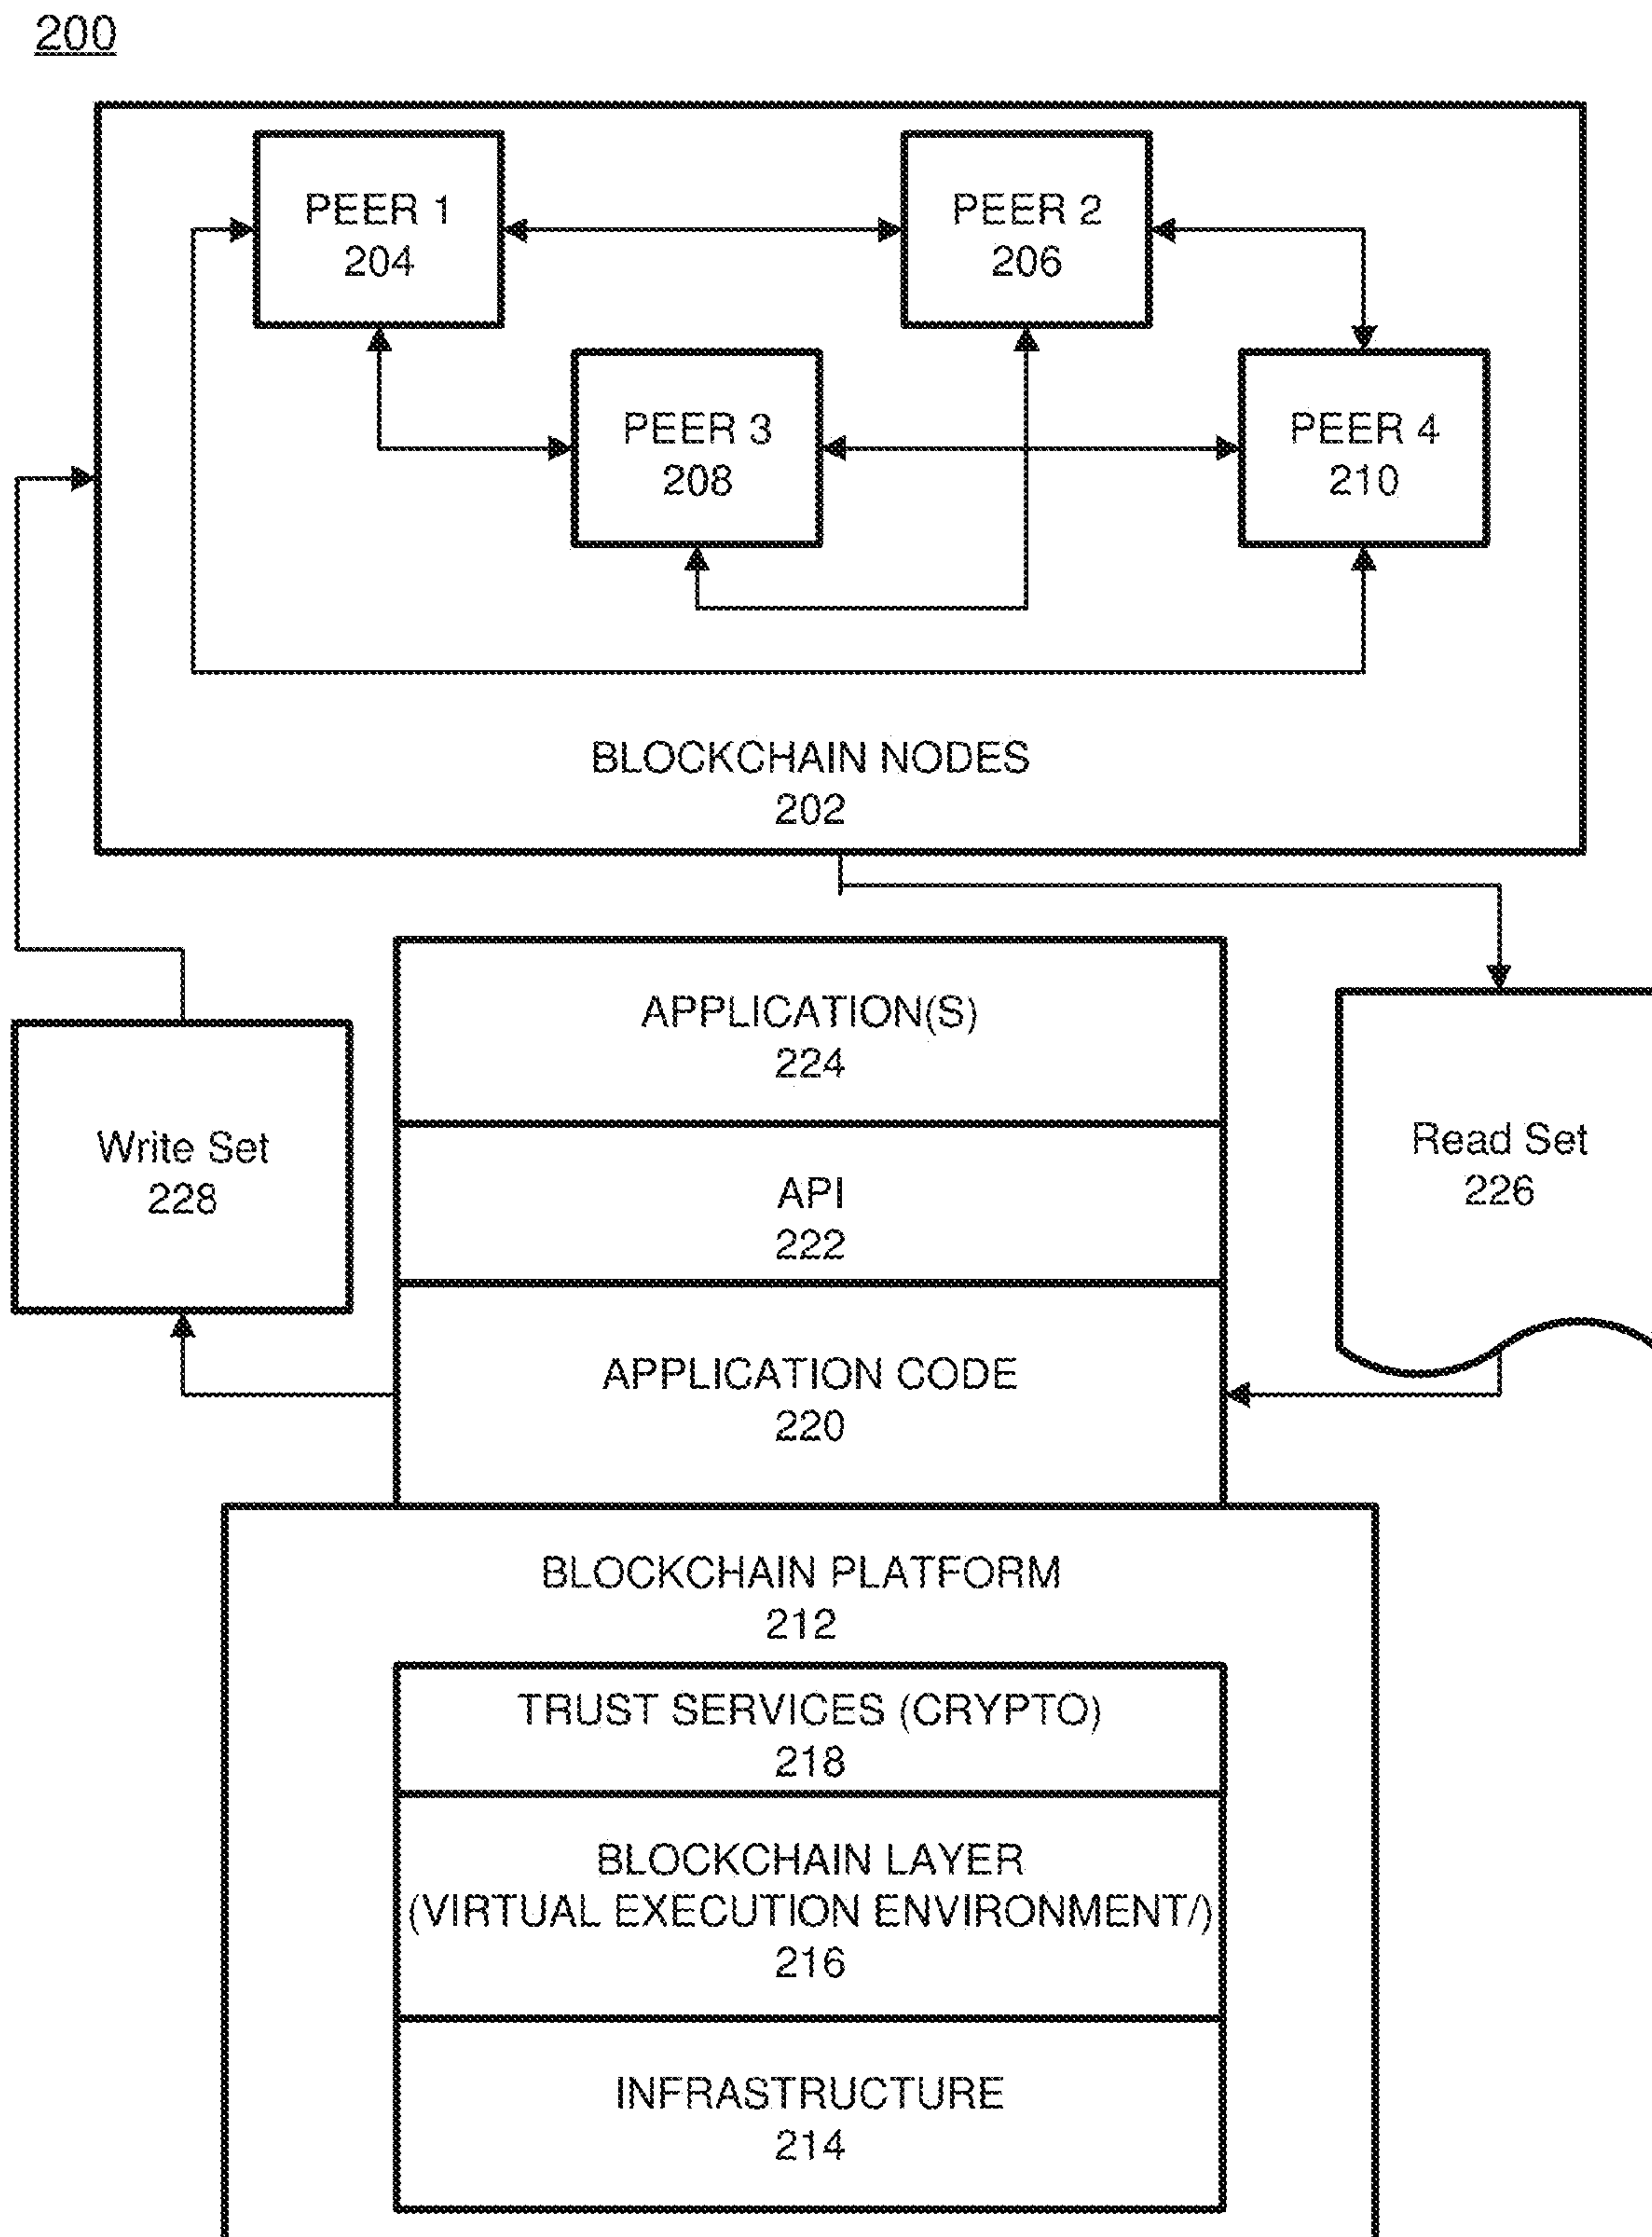 200
PEER 1
204
PEER 2
206
PEER 3
208
PEER 4
210
BLOCKCHAIN NODES
202
APPLICATION(S)
224
Write Set
228
API
222
Read Set
226
APPLICATION CODE
220
BLOCKCHAIN PLATFORM
212
TRUST SERVICES (CRYPTO)
218
BLOCKCHAIN LAYER
(VIRTUAL EXECUTION ENVIRONMENT/)
216
INFRASTRUCTURE
214